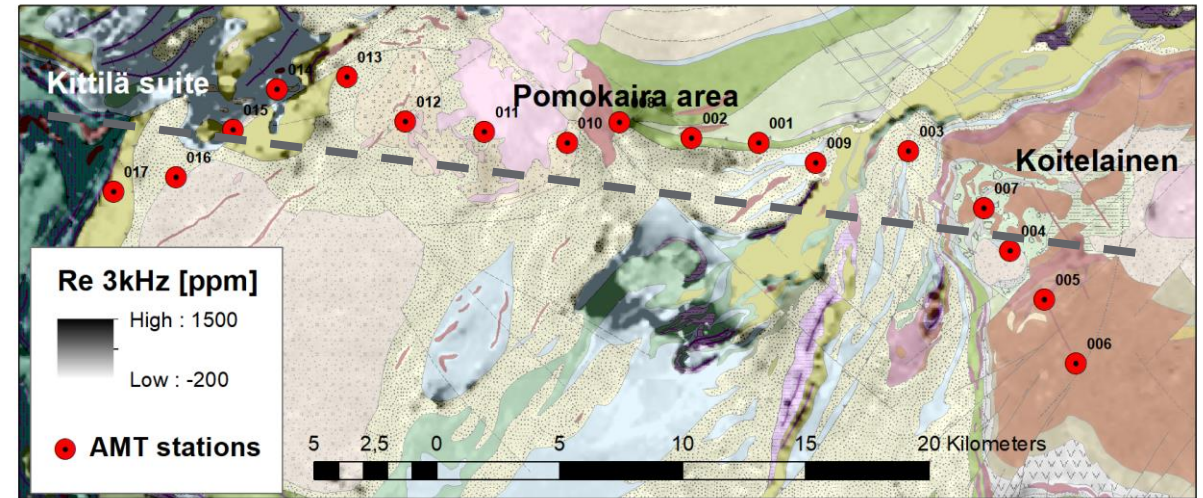 013
014
Kittilä suite
015
012
011
010
008
Pomokaira area
002
001
009
003
Koitelainen
007
004
005
006
016
017
Re 3kHz [ppm]
High : 1500
Low : -200
AMT stations
5 2,5 0 5 10 15 20 Kilometers